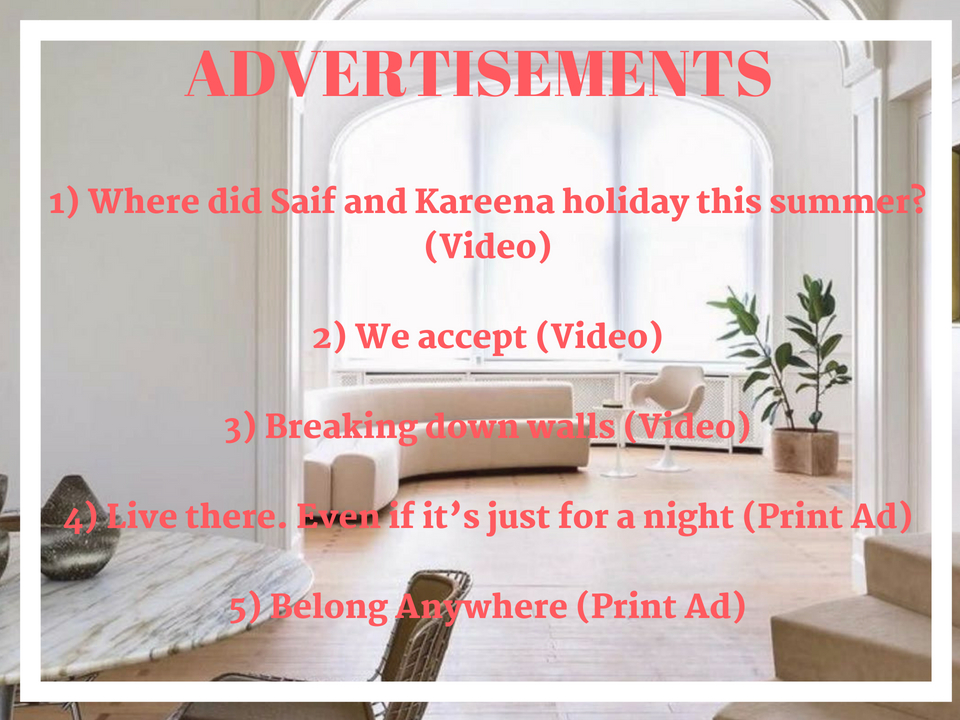 ADVERTISEMENTS
1) Where did Saif and Kareena holiday this summer?
(Video)
2) We accept (Video)
3) Breaking down walls (Video)
4) Live there. Even if it’s just for a night (Print Ad)
5) Belong Anywhere (Print Ad)